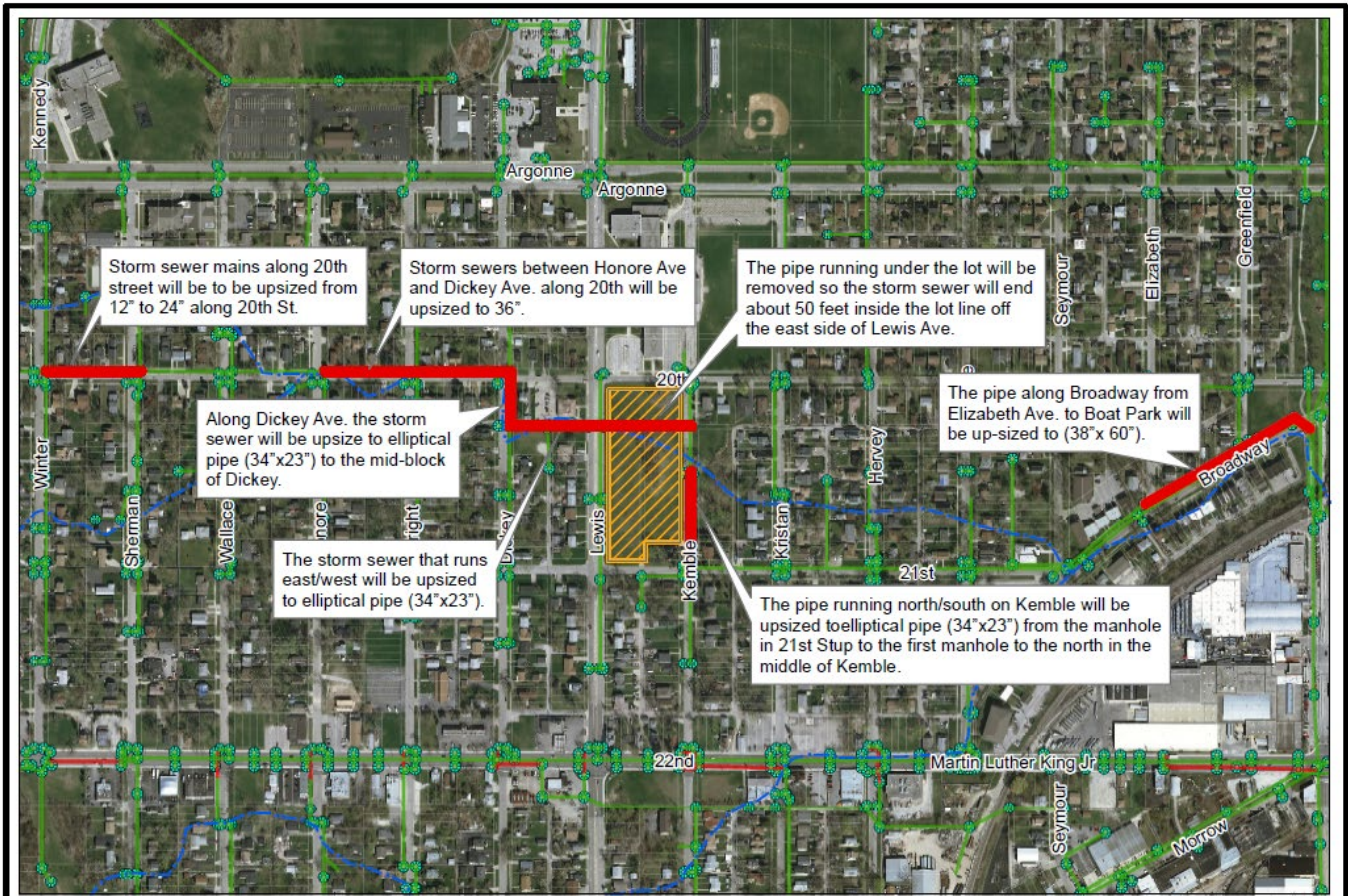 Kennedy
Argonne
Argonne
Greenfield
Elizabeth
Seymour
Storm sewer mains along 20th
street will be to be upsized from
12" to 24" along 20th St.
Storm sewers between Honore Ave
and Dickey Ave. along 20th will be
upsized to 36".
The pipe running under the lot will be
removed so the storm sewer will end
about 50 feet inside the lot line off
the east side of Lewis Ave.
20th
The pipe along Broadway from
Elizabeth Ave. to Boat Park will
be up-sized to (38"x 60").
Along Dickey Ave. the storm
sewer will be upsize to elliptical
pipe (34"x23") to the mid-block
of Dickey.
Broadway
Winter
Sherman
Wallace
onore
right
Lewis
Kemble
Kristan
Hervey
The storm sewer that runs
east/west will be upsized
to elliptical pipe (34"x23").
21st
The pipe running north/south on Kemble will be
upsized toelliptical pipe (34"x23") from the manhole
in 21st Stup to the first manhole to the north in the
middle of Kemble.
22nd
Martin Luther King Jr
Seymour
Morrow